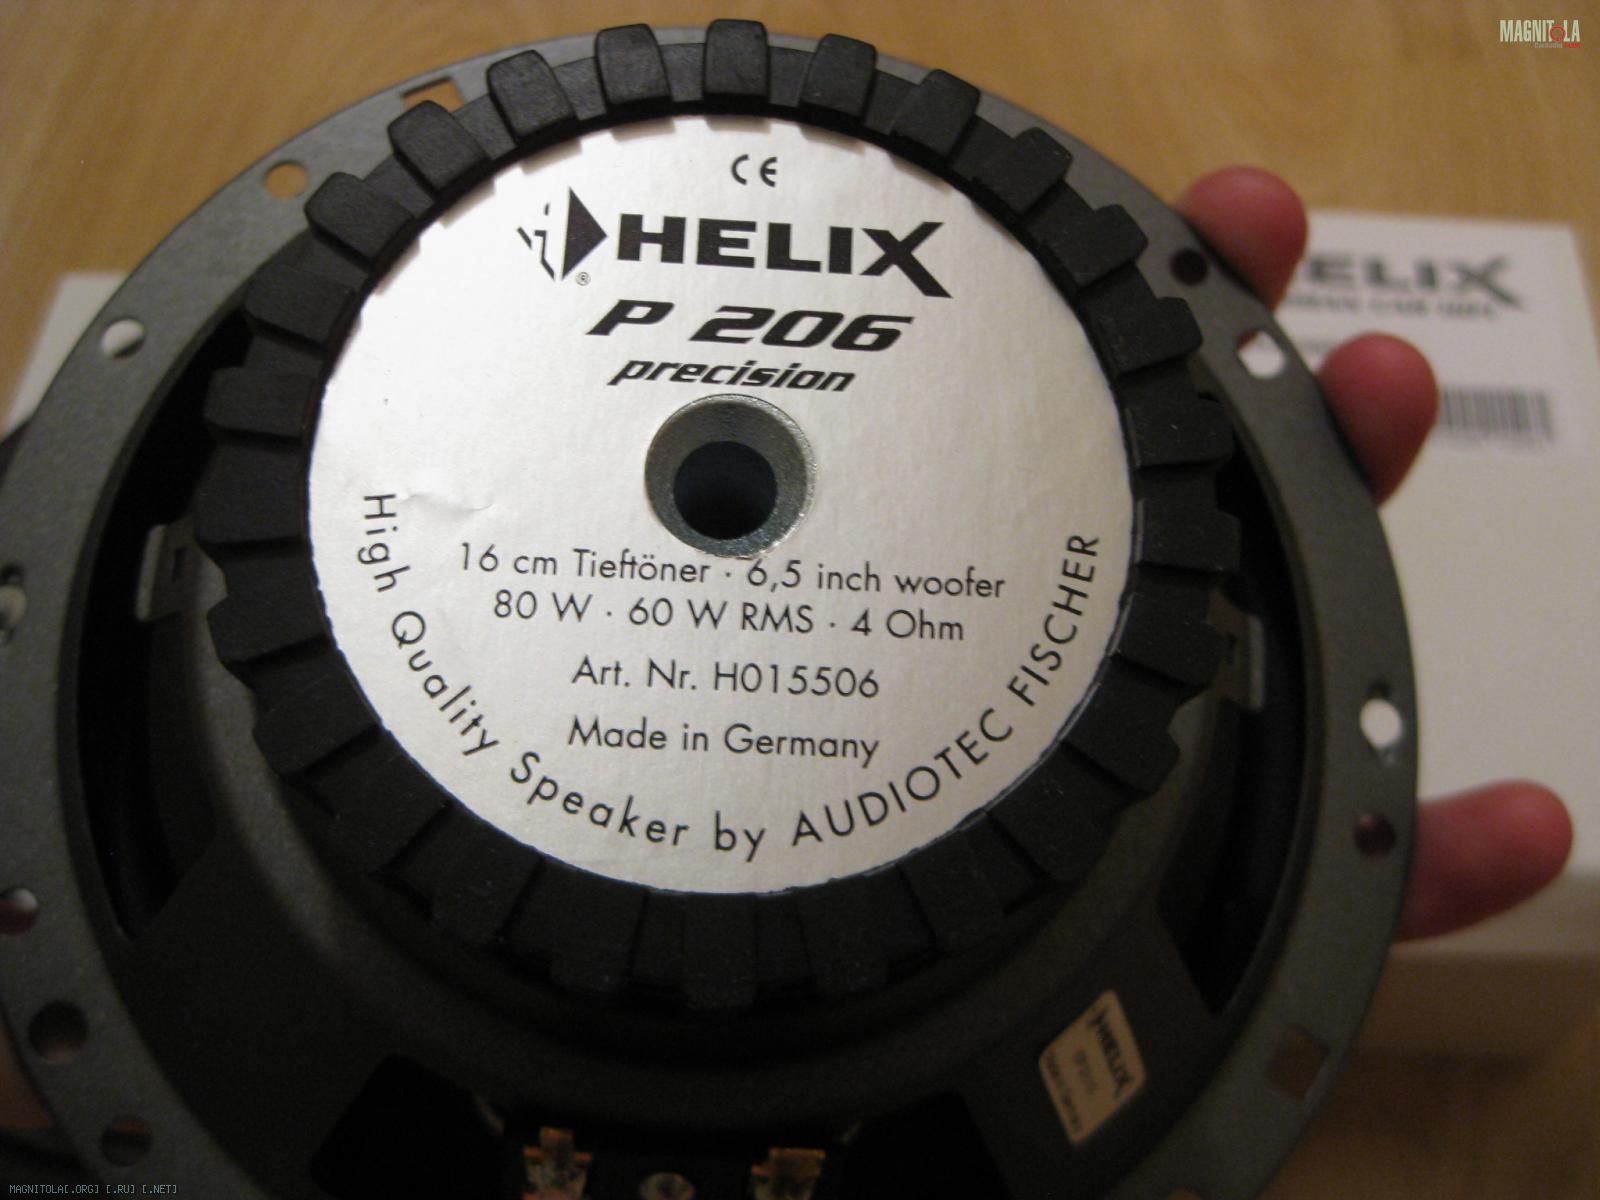 MAGNITOLA
CE
HELIX
®
P 206
precision
16 cm Tieftöner · 6,5 inch woofer
80 W · 60 W RMS · 4 Ohm
Art. Nr. H015506
Made in Germany
High Quality Speaker by AUDIOTEC FISCHER
ELIX
HELIX
MAGNITOLA[.ORG] [.RU] [.NET]